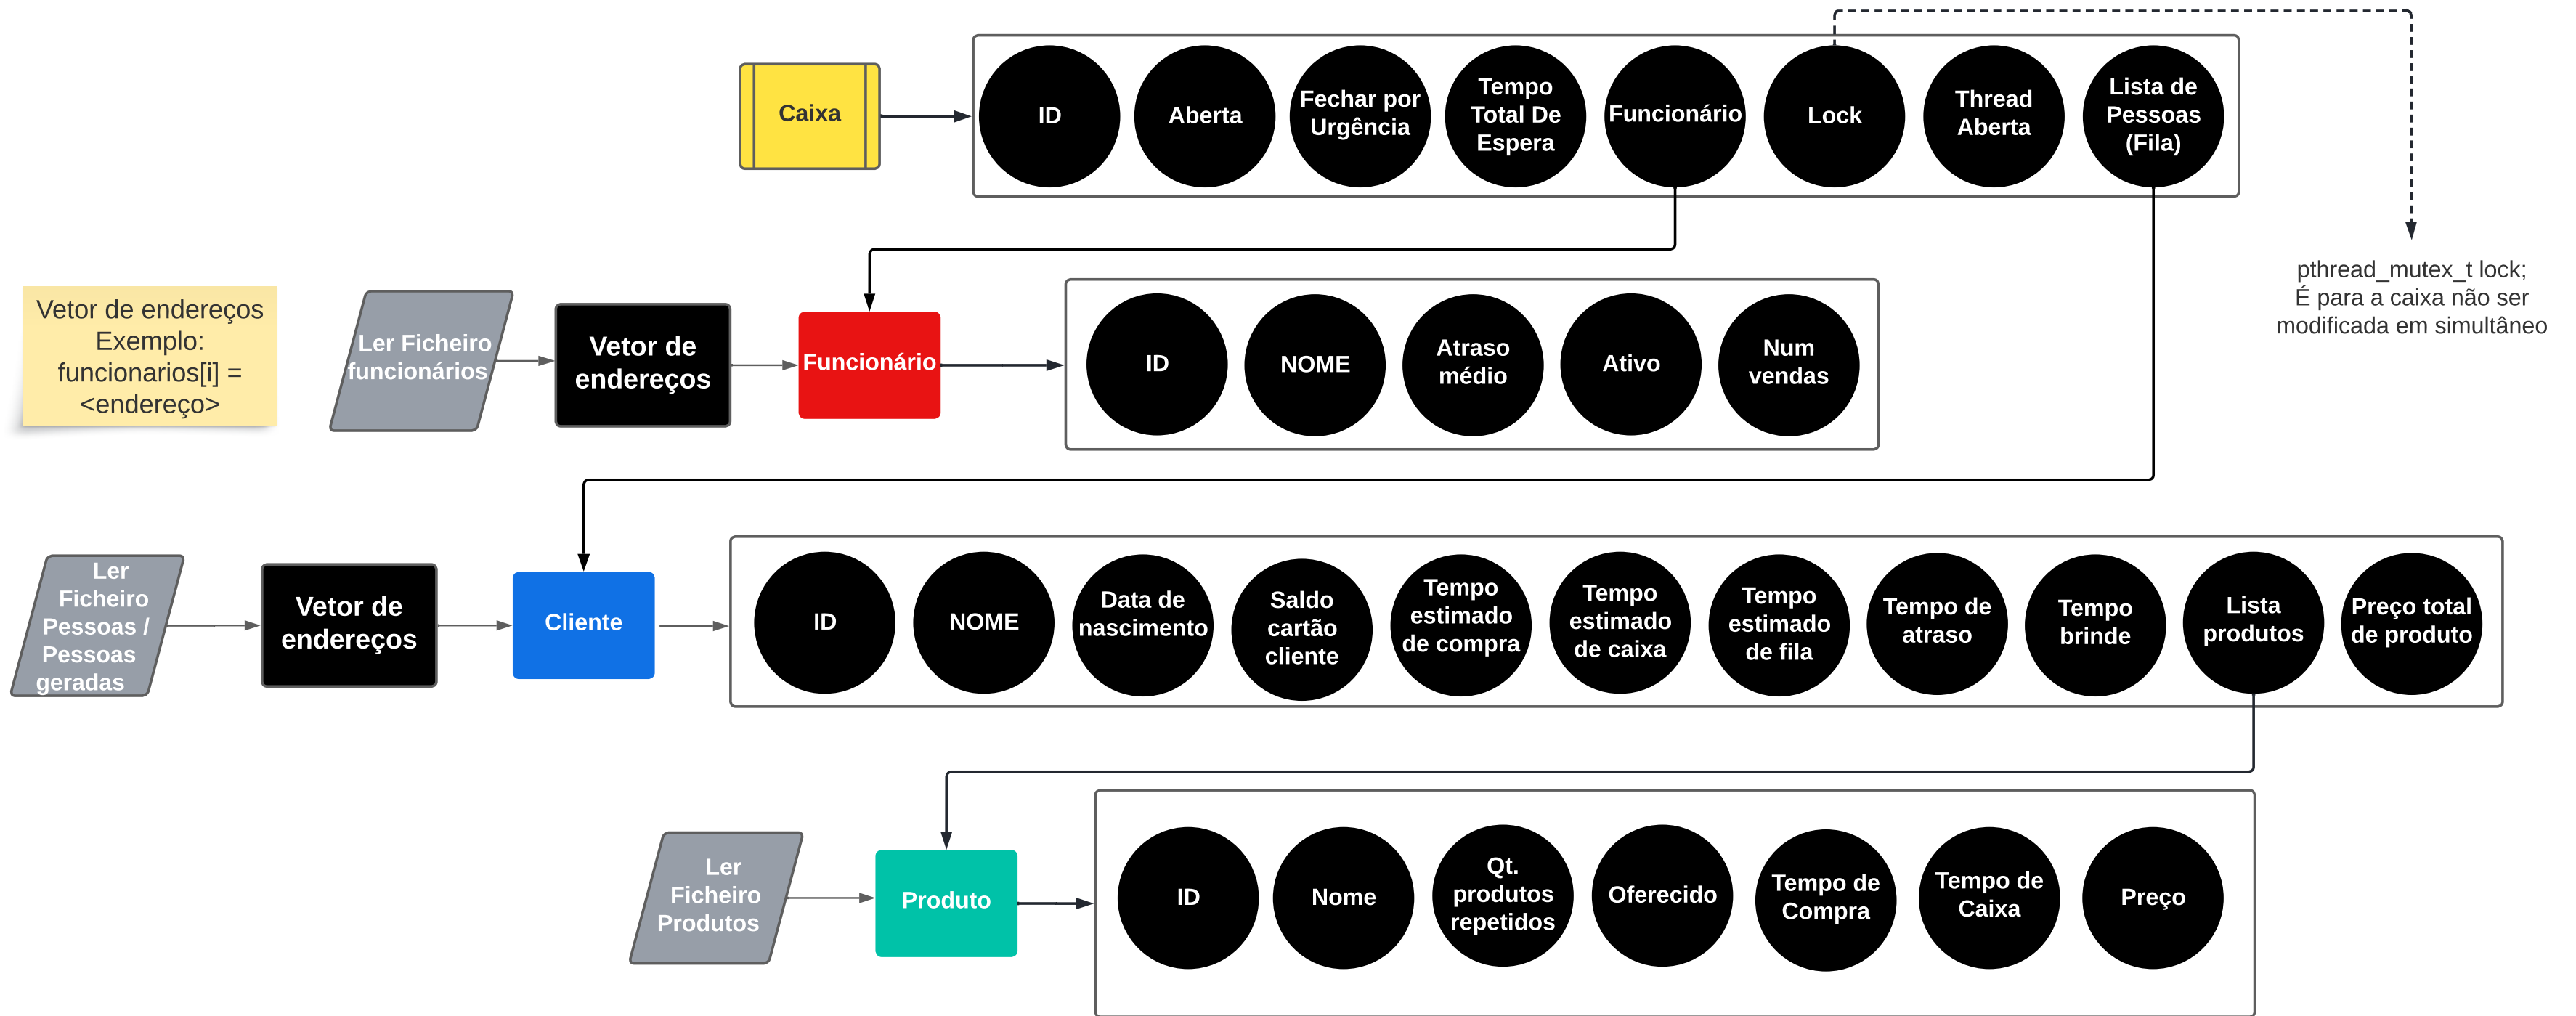 Caixa
ID
Aberta
Fechar por
Urgência
Tempo
Total De
Espera
Funcionário
Lock
Thread
Aberta
Lista de
Pessoas
(Fila)
pthread_mutex_t lock;
É para a caixa não ser
modificada em simultâneo
Vetor de endereços
Exemplo:
funcionarios[i] =
<endereço>
Ler Ficheiro
funcionários
Vetor de
endereços
Funcionário
ID
NOME
Atraso
médio
Ativo
Num
vendas
Ler
Ficheiro
Pessoas /
Pessoas
geradas
Vetor de
endereços
Cliente
ID
NOME
Data de
nascimento
Saldo
cartão
cliente
Tempo
estimado
de compra
Tempo
estimado
de caixa
Tempo
estimado
de fila
Tempo de
atraso
Tempo
brinde
Lista
produtos
Preço total
de produto
Ler
Ficheiro
Produtos
Produto
ID
Nome
Qt.
produtos
repetidos
Oferecido
Tempo de
Compra
Tempo de
Caixa
Preço